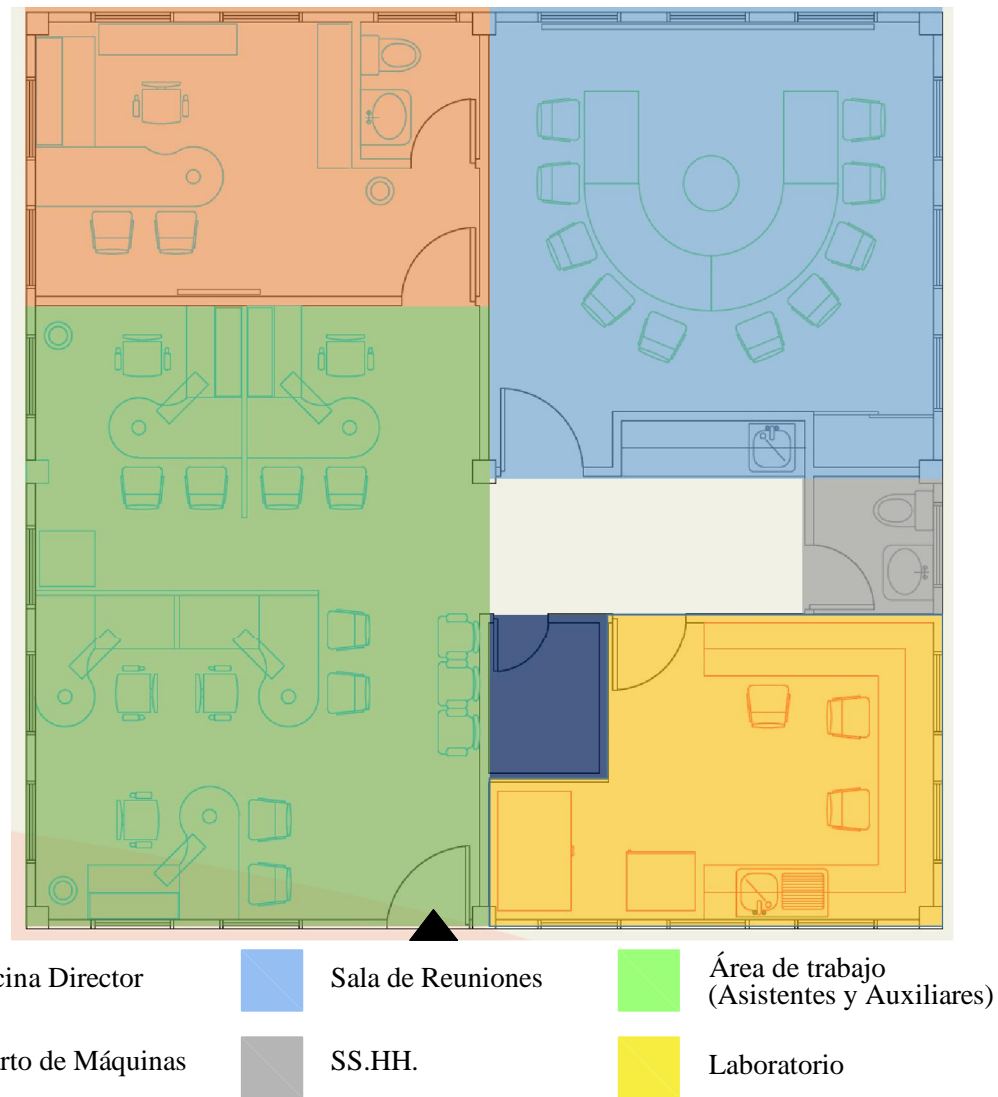 cina Director
Sala de Reuniones
Área de trabajo
(Asistentes y Auxiliares)
rto de Máquinas
SS.HH.
Laboratorio